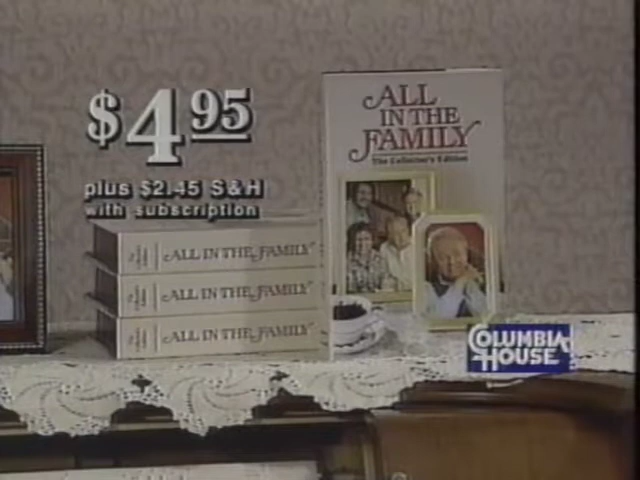 $4.95
plus $2.45 S&H
with subscription
ALL
IN THE
FAMILY
The Collector's Edition
ALL IN THE FAMILY
ALL IN THE FAMILY
ALL IN THE FAMILY
COLUMBIA
HOUSE